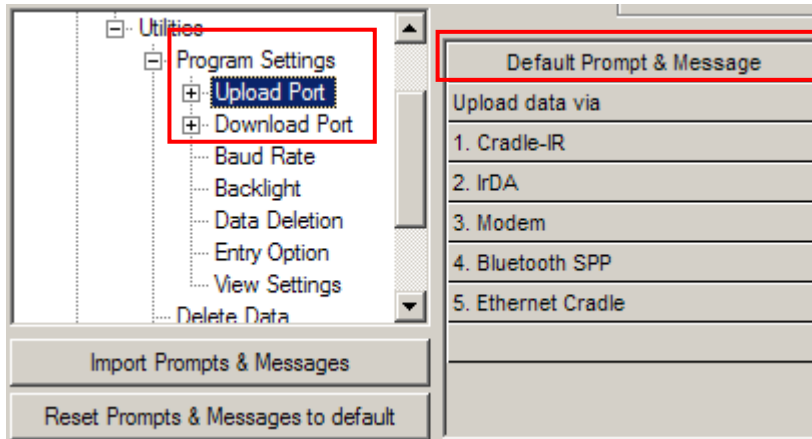 Utilities
Program Settings
Upload Port
Download Port
Baud Rate
Backlight
Data Deletion
Entry Option
View Settings
Delete Data
Import Prompts & Messages
Reset Prompts & Messages to default
Default Prompt & Message
Upload data via
1. Cradle-IR
2. IrDA
3. Modem
4. Bluetooth SPP
5. Ethernet Cradle